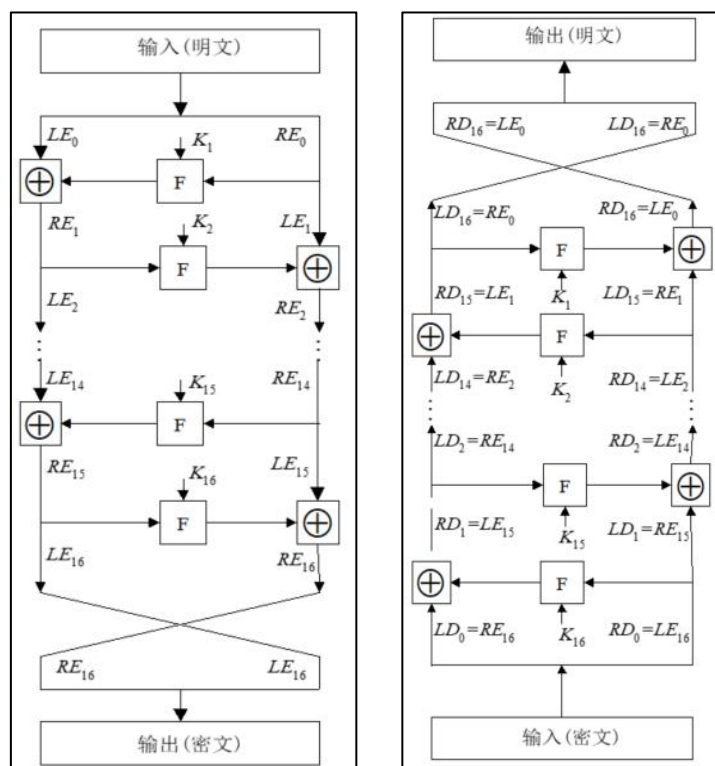 输入(明文)
LE₀
K₁
RE₀
⊕
F
RE₁
K₂
LE₁
F
⊕
LE₂
RE₂
⋮
⋮
LE₁₄
K₁₅
RE₁₄
⊕
F
RE₁₅
K₁₆
LE₁₅
F
⊕
LE₁₆
RE₁₆
RE₁₆
LE₁₆
输出(密文)
输出(明文)
RD₁₆=LE₀
LD₁₆=RE₀
LD₁₆=RE₀
RD₁₆=LE₀
F
⊕
RD₁₅=LE₁
K₁
LD₁₅=RE₁
⊕
F
LD₁₄=RE₂
K₂
RD₁₄=LE₂
⋮
⋮
LD₂=RE₁₄
RD₂=LE₁₄
F
⊕
RD₁=LE₁₅
K₁₅
LD₁=RE₁₅
⊕
F
LD₀=RE₁₆
K₁₆
RD₀=LE₁₆
输入(密文)